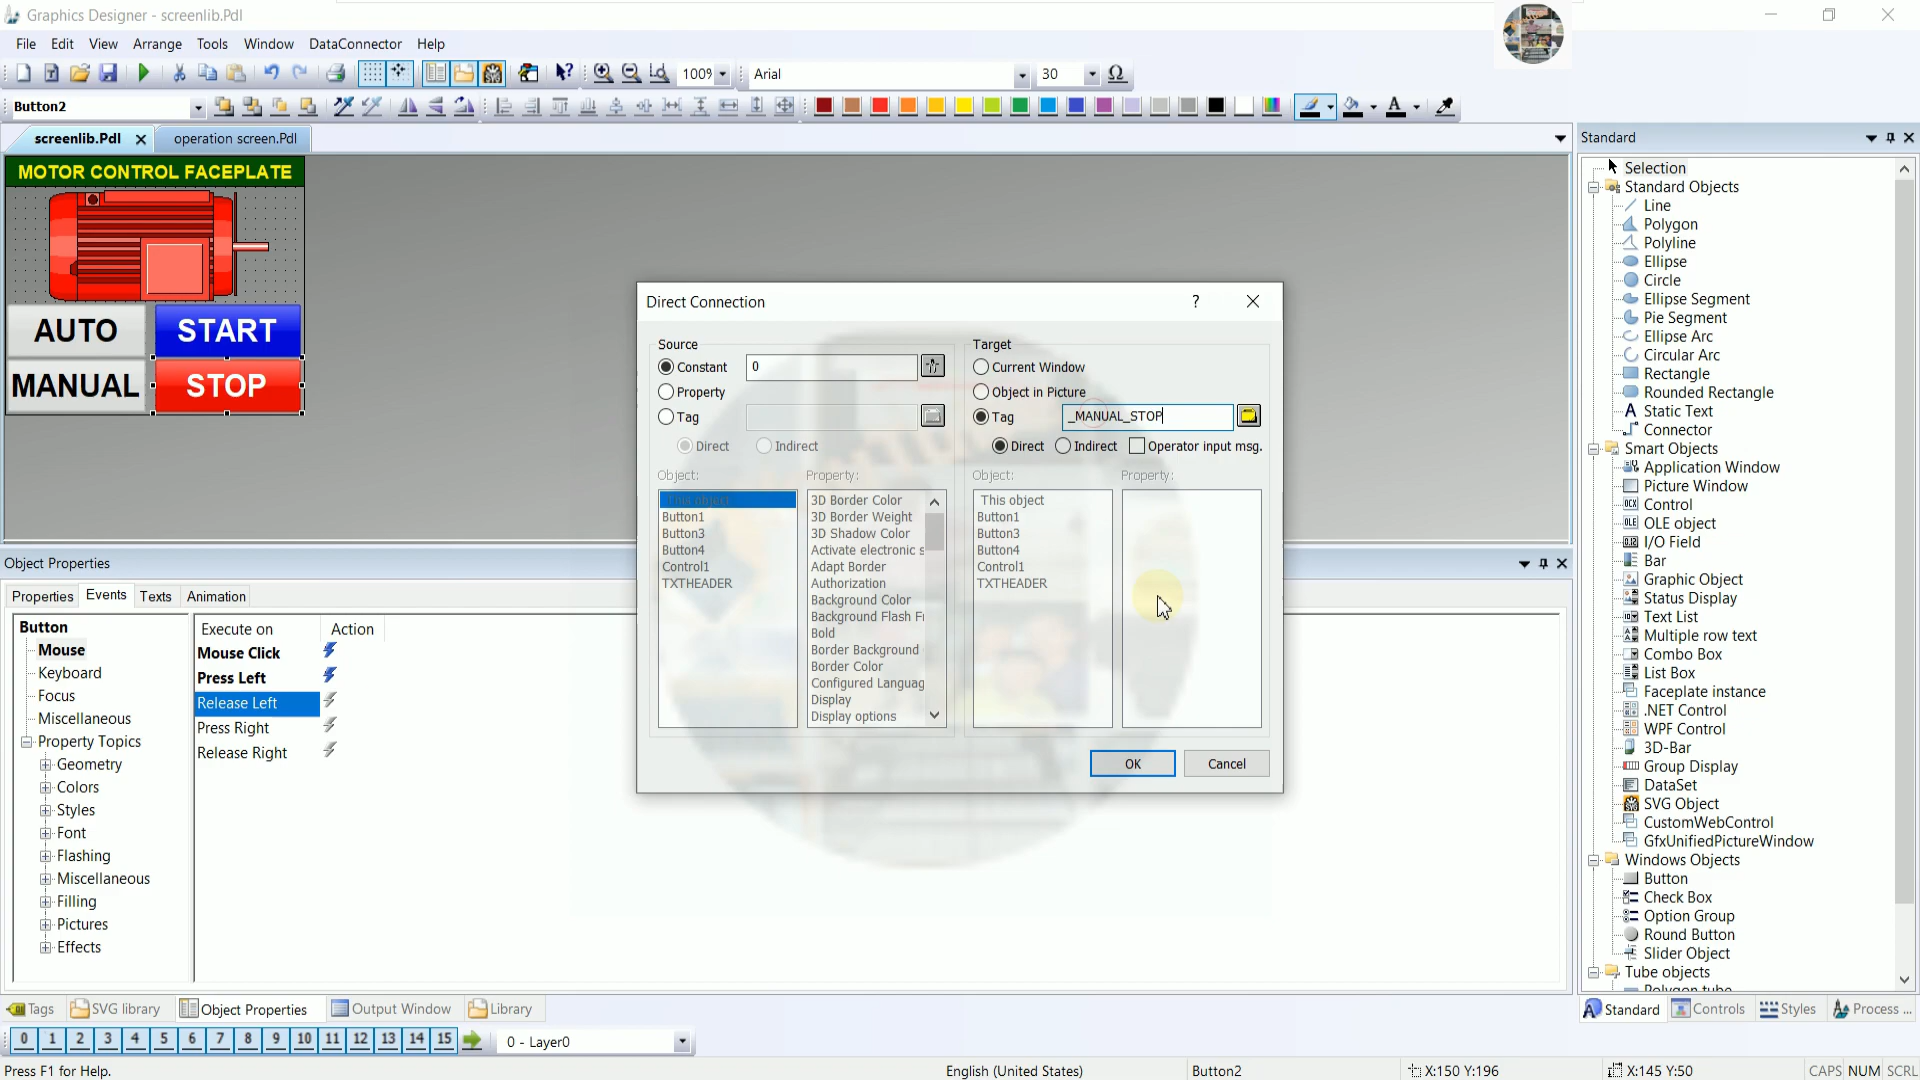 Graphics Designer - screenlib.Pdl
File Edit View Arrange Tools Window DataConnector Help
100% Arial 30 Ω
Button2
screenlib.Pdl operation screen.Pdl
MOTOR CONTROL FACEPLATE
AUTO START
MANUAL STOP
Direct Connection ?
Source
Constant 0
Property
Tag
Direct Indirect
Object: Property:
This object
Button1
Button3
Button4
Control1
TXTHEADER
3D Border Color
3D Border Weight
3D Shadow Color
Activate electronic s
Adapt Border
Authorization
Background Color
Background Flash Fr
Bold
Border Background
Border Color
Configured Languag
Display
Display options
Target
Current Window
Object in Picture
Tag _MANUAL_STOP
Direct Indirect Operator input msg.
Object: Property:
This object
Button1
Button3
Button4
Control1
TXTHEADER
OK Cancel
Object Properties
Properties Events Texts Animation
Button
Mouse
Keyboard
Focus
Miscellaneous
Property Topics
Geometry
Colors
Styles
Font
Flashing
Miscellaneous
Filling
Pictures
Effects
Execute on Action
Mouse Click
Press Left
Release Left
Press Right
Release Right
Standard
Selection
Standard Objects
Line
Polygon
Polyline
Ellipse
Circle
Ellipse Segment
Pie Segment
Ellipse Arc
Circular Arc
Rectangle
Rounded Rectangle
A Static Text
Connector
Smart Objects
Application Window
Picture Window
OCX Control
OLE OLE object
0.12 I/O Field
Bar
Graphic Object
Status Display
Text List
Multiple row text
Combo Box
List Box
Faceplate instance
.NET Control
WPF Control
3D-Bar
Group Display
DataSet
SVG Object
CustomWebControl
GfxUnifiedPictureWindow
Windows Objects
Button
Check Box
Option Group
Round Button
Slider Object
Tube objects
Polygon tube
Tags SVG library Object Properties Output Window Library
Standard Controls Styles Process ...
0 1 2 3 4 5 6 7 8 9 10 11 12 13 14 15 0 - Layer0
Press F1 for Help. English (United States) Button2 X:150 Y:196 X:145 Y:50 CAPS NUM SCRL